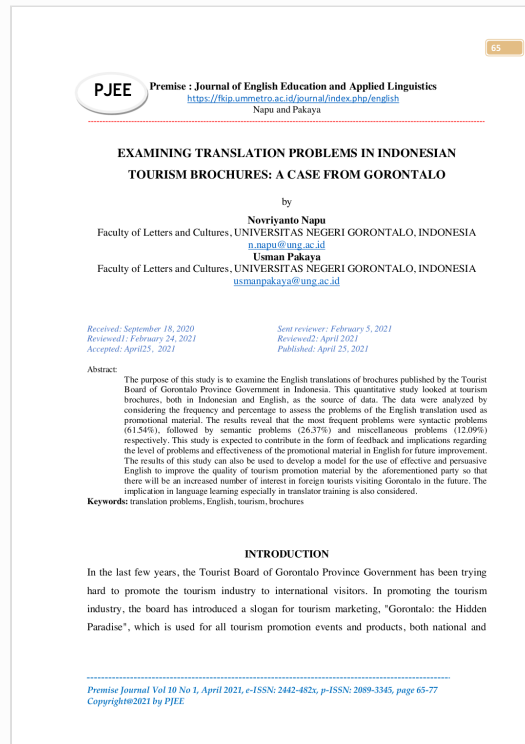 65
PJEE
Premise : Journal of English Education and Applied Linguistics
https://fkip.ummetro.ac.id/journal/index.php/english
Napu and Pakaya
EXAMINING TRANSLATION PROBLEMS IN INDONESIAN
TOURISM BROCHURES: A CASE FROM GORONTALO
by
Novriyanto Napu
Faculty of Letters and Cultures, UNIVERSITAS NEGERI GORONTALO, INDONESIA
n.napu@ung.ac.id
Usman Pakaya
Faculty of Letters and Cultures, UNIVERSITAS NEGERI GORONTALO, INDONESIA
usmanpakaya@ung.ac.id
Received: September 18, 2020 Sent reviewer: February 5, 2021
Reviewed1: February 24, 2021 Reviewed2: April 2021
Accepted: April25, 2021 Published: April 25, 2021
Abstract:
The purpose of this study is to examine the English translations of brochures published by the Tourist
Board of Gorontalo Province Government in Indonesia. This quantitative study looked at tourism
brochures, both in Indonesian and English, as the source of data. The data were analyzed by
considering the frequency and percentage to assess the problems of the English translation used as
promotional material. The results reveal that the most frequent problems were syntactic problems
(61.54%), followed by semantic problems (26.37%) and miscellaneous problems (12.09%)
respectively. This study is expected to contribute in the form of feedback and implications regarding
the level of problems and effectiveness of the promotional material in English for future improvement.
The results of this study can also be used to develop a model for the use of effective and persuasive
English to improve the quality of tourism promotion material by the aforementioned party so that
there will be an increased number of interest in foreign tourists visiting Gorontalo in the future. The
implication in language learning especially in translator training is also considered.
Keywords: translation problems, English, tourism, brochures
INTRODUCTION
In the last few years, the Tourist Board of Gorontalo Province Government has been trying
hard to promote the tourism industry to international visitors. In promoting the tourism
industry, the board has introduced a slogan for tourism marketing, "Gorontalo: the Hidden
Paradise", which is used for all tourism promotion events and products, both national and
Premise Journal Vol 10 No 1, April 2021, e-ISSN: 2442-482x, p-ISSN: 2089-3345, page 65-77
Copyright@2021 by PJEE